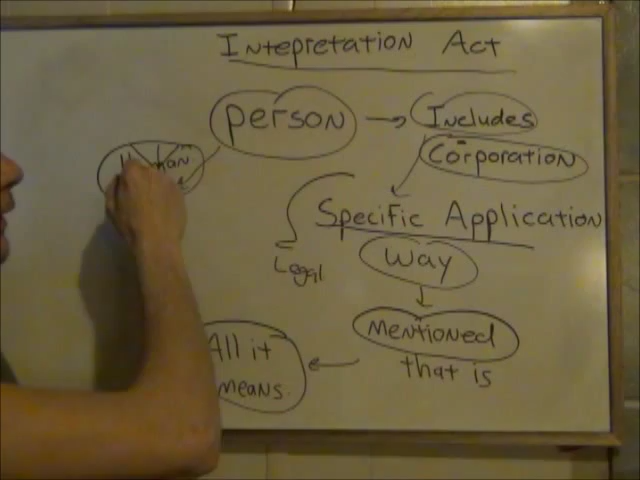 Intepretation Act
person → Includes
Corporation
Specific Application
Legal
way
mentioned
that is
All it
means.